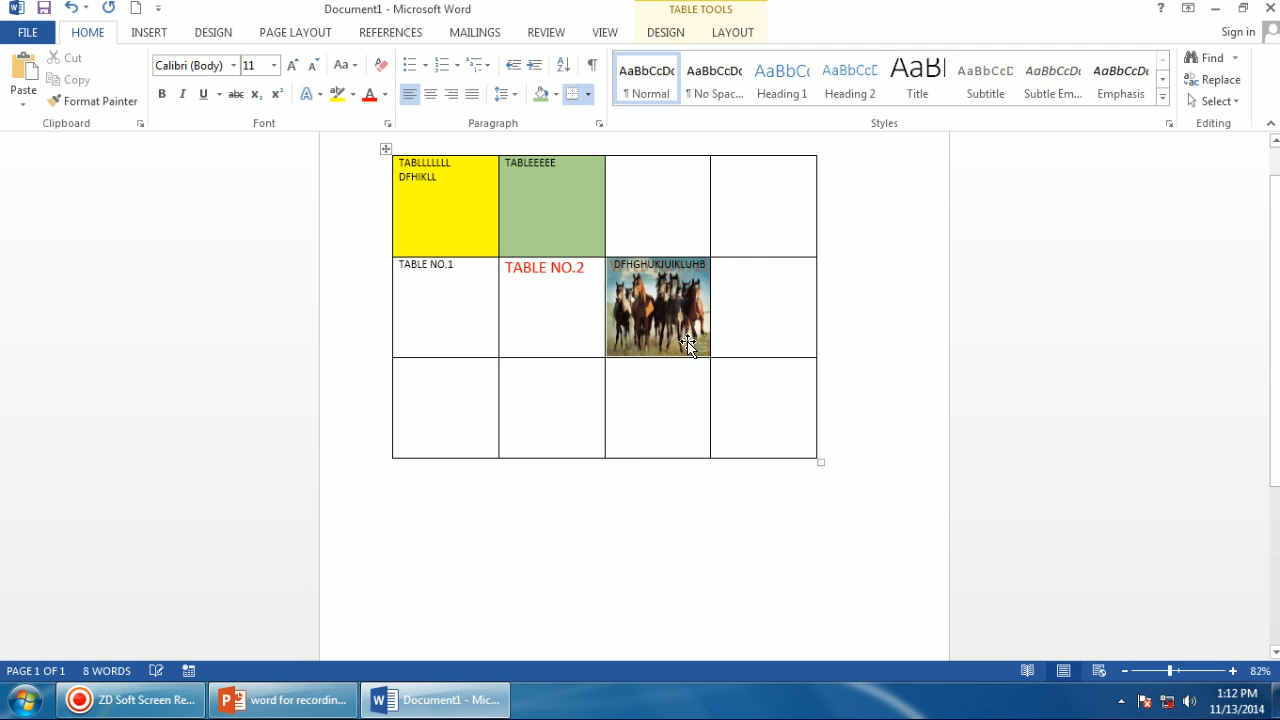 Document1 - Microsoft Word
TABLE TOOLS
Sign in
FILE
HOME
INSERT
DESIGN
PAGE LAYOUT
REFERENCES
MAILINGS
REVIEW
VIEW
DESIGN
LAYOUT
Paste
Cut
Copy
Format Painter
Clipboard
Calibri (Body)
11
Font
Paragraph
AaBbCcDc
¶ Normal
AaBbCcDc
¶ No Spac...
AaBbCc
Heading 1
AaBbCcC
Heading 2
AaBl
Title
AaBbCcC
Subtitle
AaBbCcDc
Subtle Em...
AaBbCcDc
Emphasis
Styles
Find
Replace
Select
Editing
TABLLLLLLL
DFHIKLL
TABLEEEEE
TABLE NO.1
TABLE NO.2
DFHGHUKJUIKLUHB
PAGE 1 OF 1
8 WORDS
82%
ZD Soft Screen Re...
word for recordin...
Document1 - Mic...
1:12 PM
11/13/2014